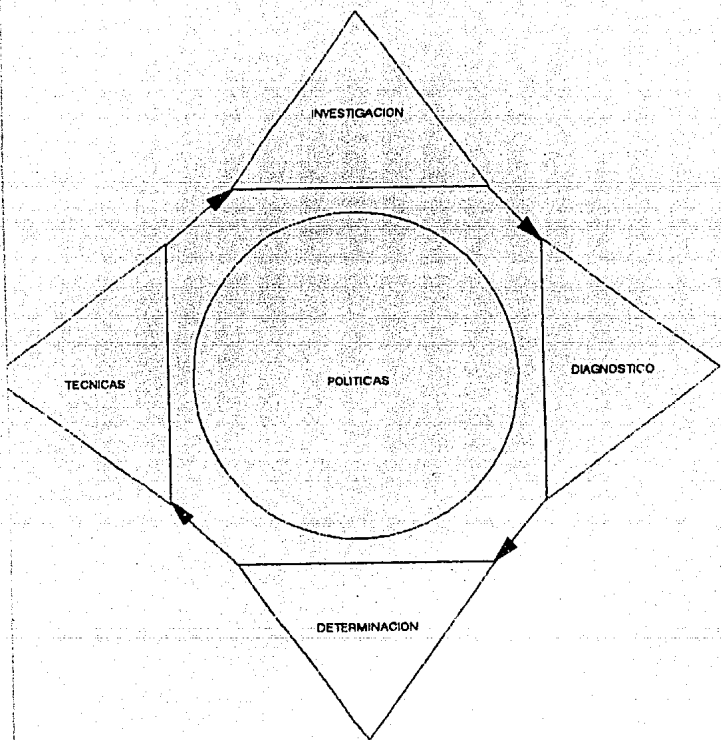 INVESTIGACION
TECNICAS
POLITICAS
DIAGNOSTICO
DETERMINACION